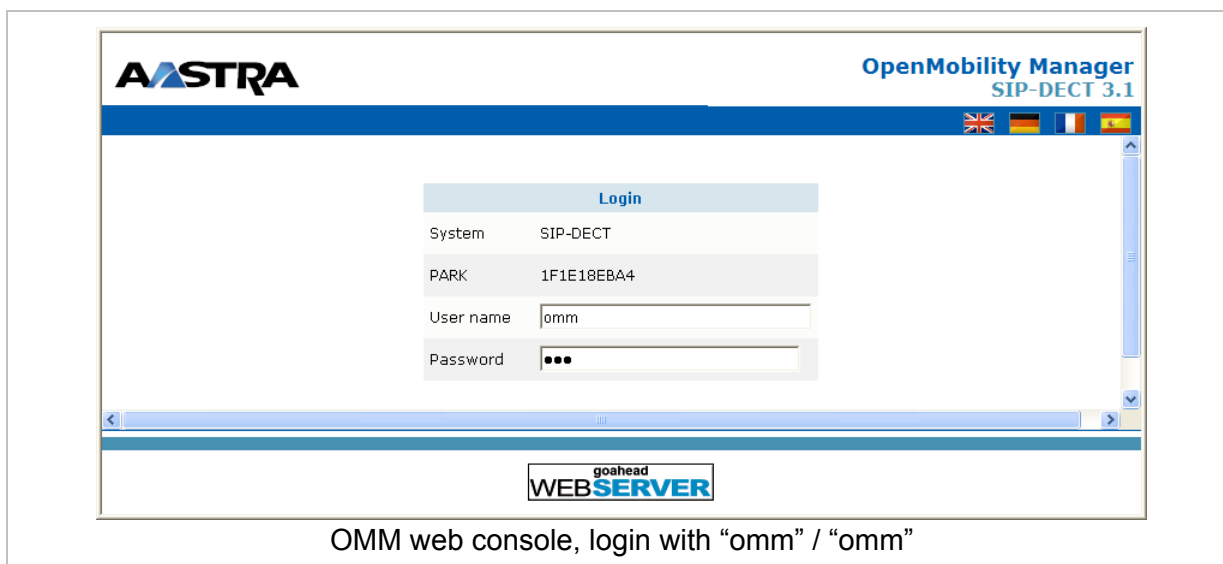 AASTRA
OpenMobility Manager
SIP-DECT 3.1
Login
System SIP-DECT
PARK 1F1E18EBA4
User name omm
Password •••
goahead
WEBSERVER
OMM web console, login with “omm” / “omm”